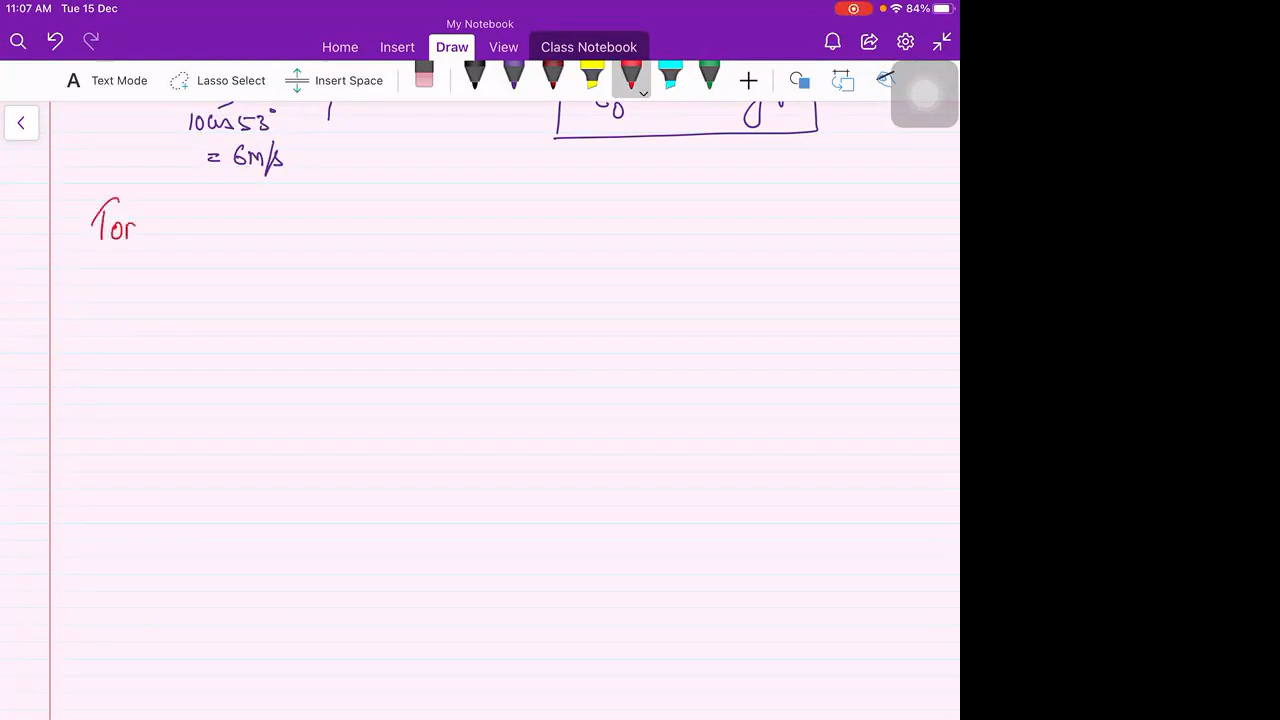 11:07 AM Tue 15 Dec 84%
My Notebook
Home Insert Draw View Class Notebook
A Text Mode Lasso Select Insert Space
10cos53°
= 6m/s
Tor